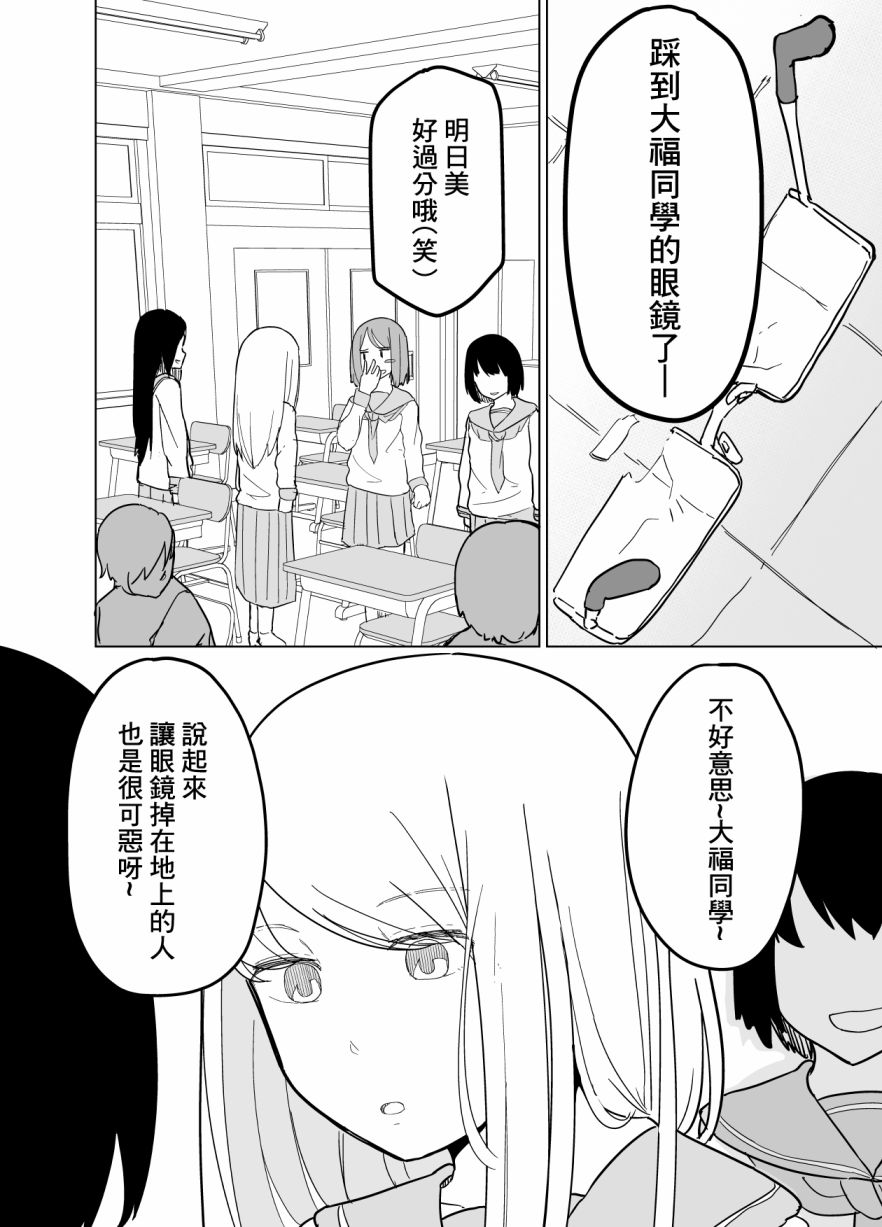 踩到大福同學的眼鏡了—
明日美
好過分哦(笑)
不好意思~大福同學~
說起來
讓眼鏡掉在地上的人
也是很可惡呀~